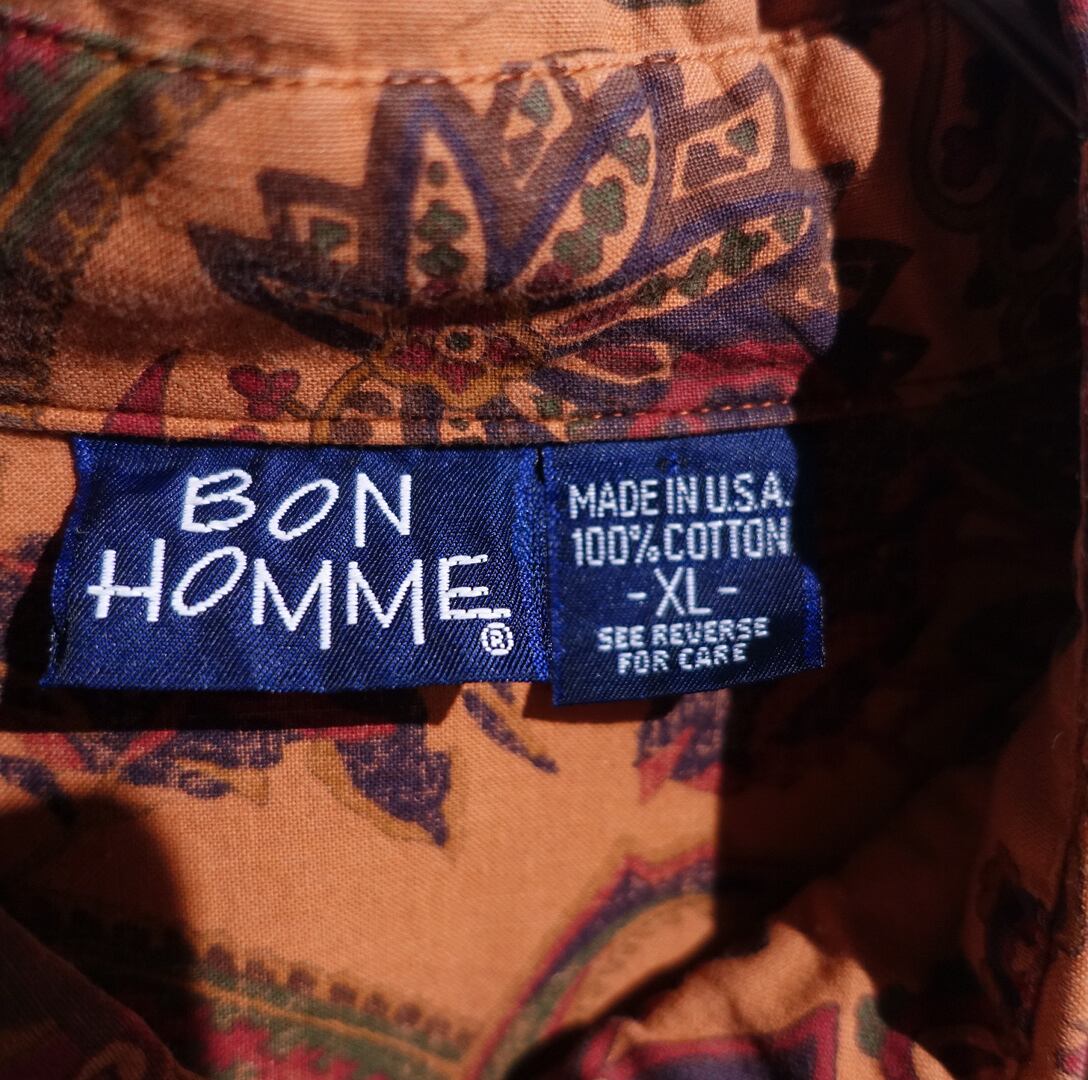 BON
HOMME®
MADE IN U.S.A.
100% COTTON
- XL -
SEE REVERSE
FOR CARE